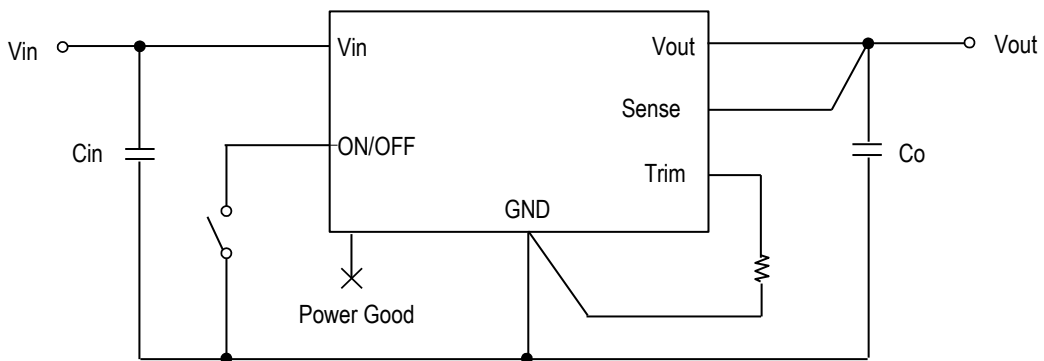 Vin
Vin
Vout
Vout
Sense
Cin
ON/OFF
Co
Trim
GND
Power Good